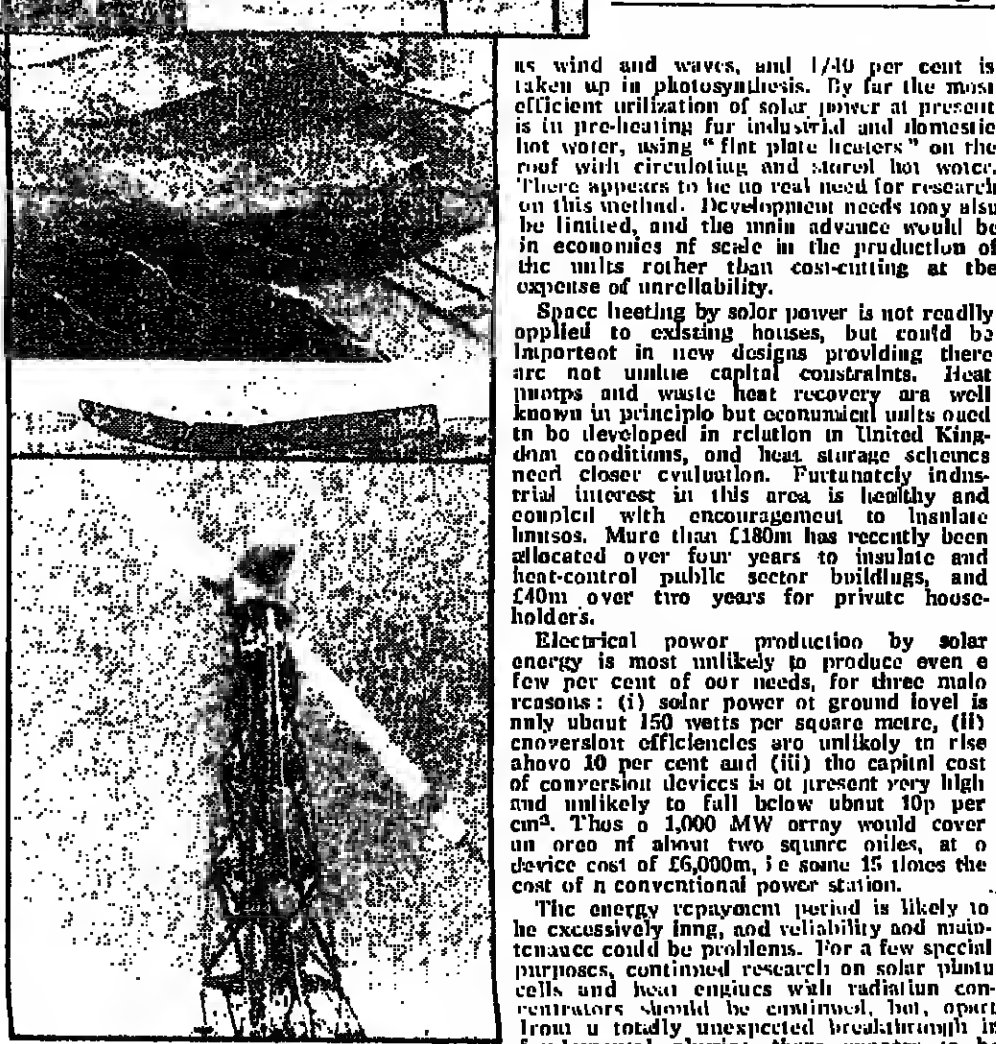 as wind and waves, and 1/40 per cent is
taken up in photosynthesis. By far the most
efficient utilization of solar power at present
is in pre-heating for industrial and domestic
hot water, using "flat plate heaters" on the
roof with circulating and stored hot water.
There appears to be no real need for research
on this method. Development needs may also
be limited, and the main advance would be
in economies of scale in the production of
the units rather than cost-cutting at the
expense of unreliability.
Space heating by solar power is not readily
applied to existing houses, but could be
important in new designs providing there
are not undue capital constraints. Heat
pumps and waste heat recovery are well
known in principle but economical units need
to be developed in relation to United King-
dom conditions, and heat storage schemes
need closer evaluation. Fortunately indus-
trial interest in this area is healthy and
coupled with encouragement to insulate
houses. More than £180m has recently been
allocated over four years to insulate and
heat-control public sector buildings, and
£40m over two years for private house-
holders.
Electrical power production by solar
energy is most unlikely to produce even a
few per cent of our needs, for three main
reasons: (i) solar power at ground level is
only about 150 watts per square metre, (ii)
conversion efficiencies are unlikely to rise
above 10 per cent and (iii) the capital cost
of conversion devices is at present very high
and unlikely to fall below about 10p per
cm². Thus a 1,000 MW array would cover
an area of about two square miles, at a
device cost of £6,000m, i e some 15 times the
cost of a conventional power station.
The energy repayment period is likely to
be excessively long, and reliability and main-
tenance could be problems. For a few special
purposes, continued research on solar photo
cells and heat engines with radiation con-
centrators should be continued, but, apart
from a totally unexpected breakthrough in